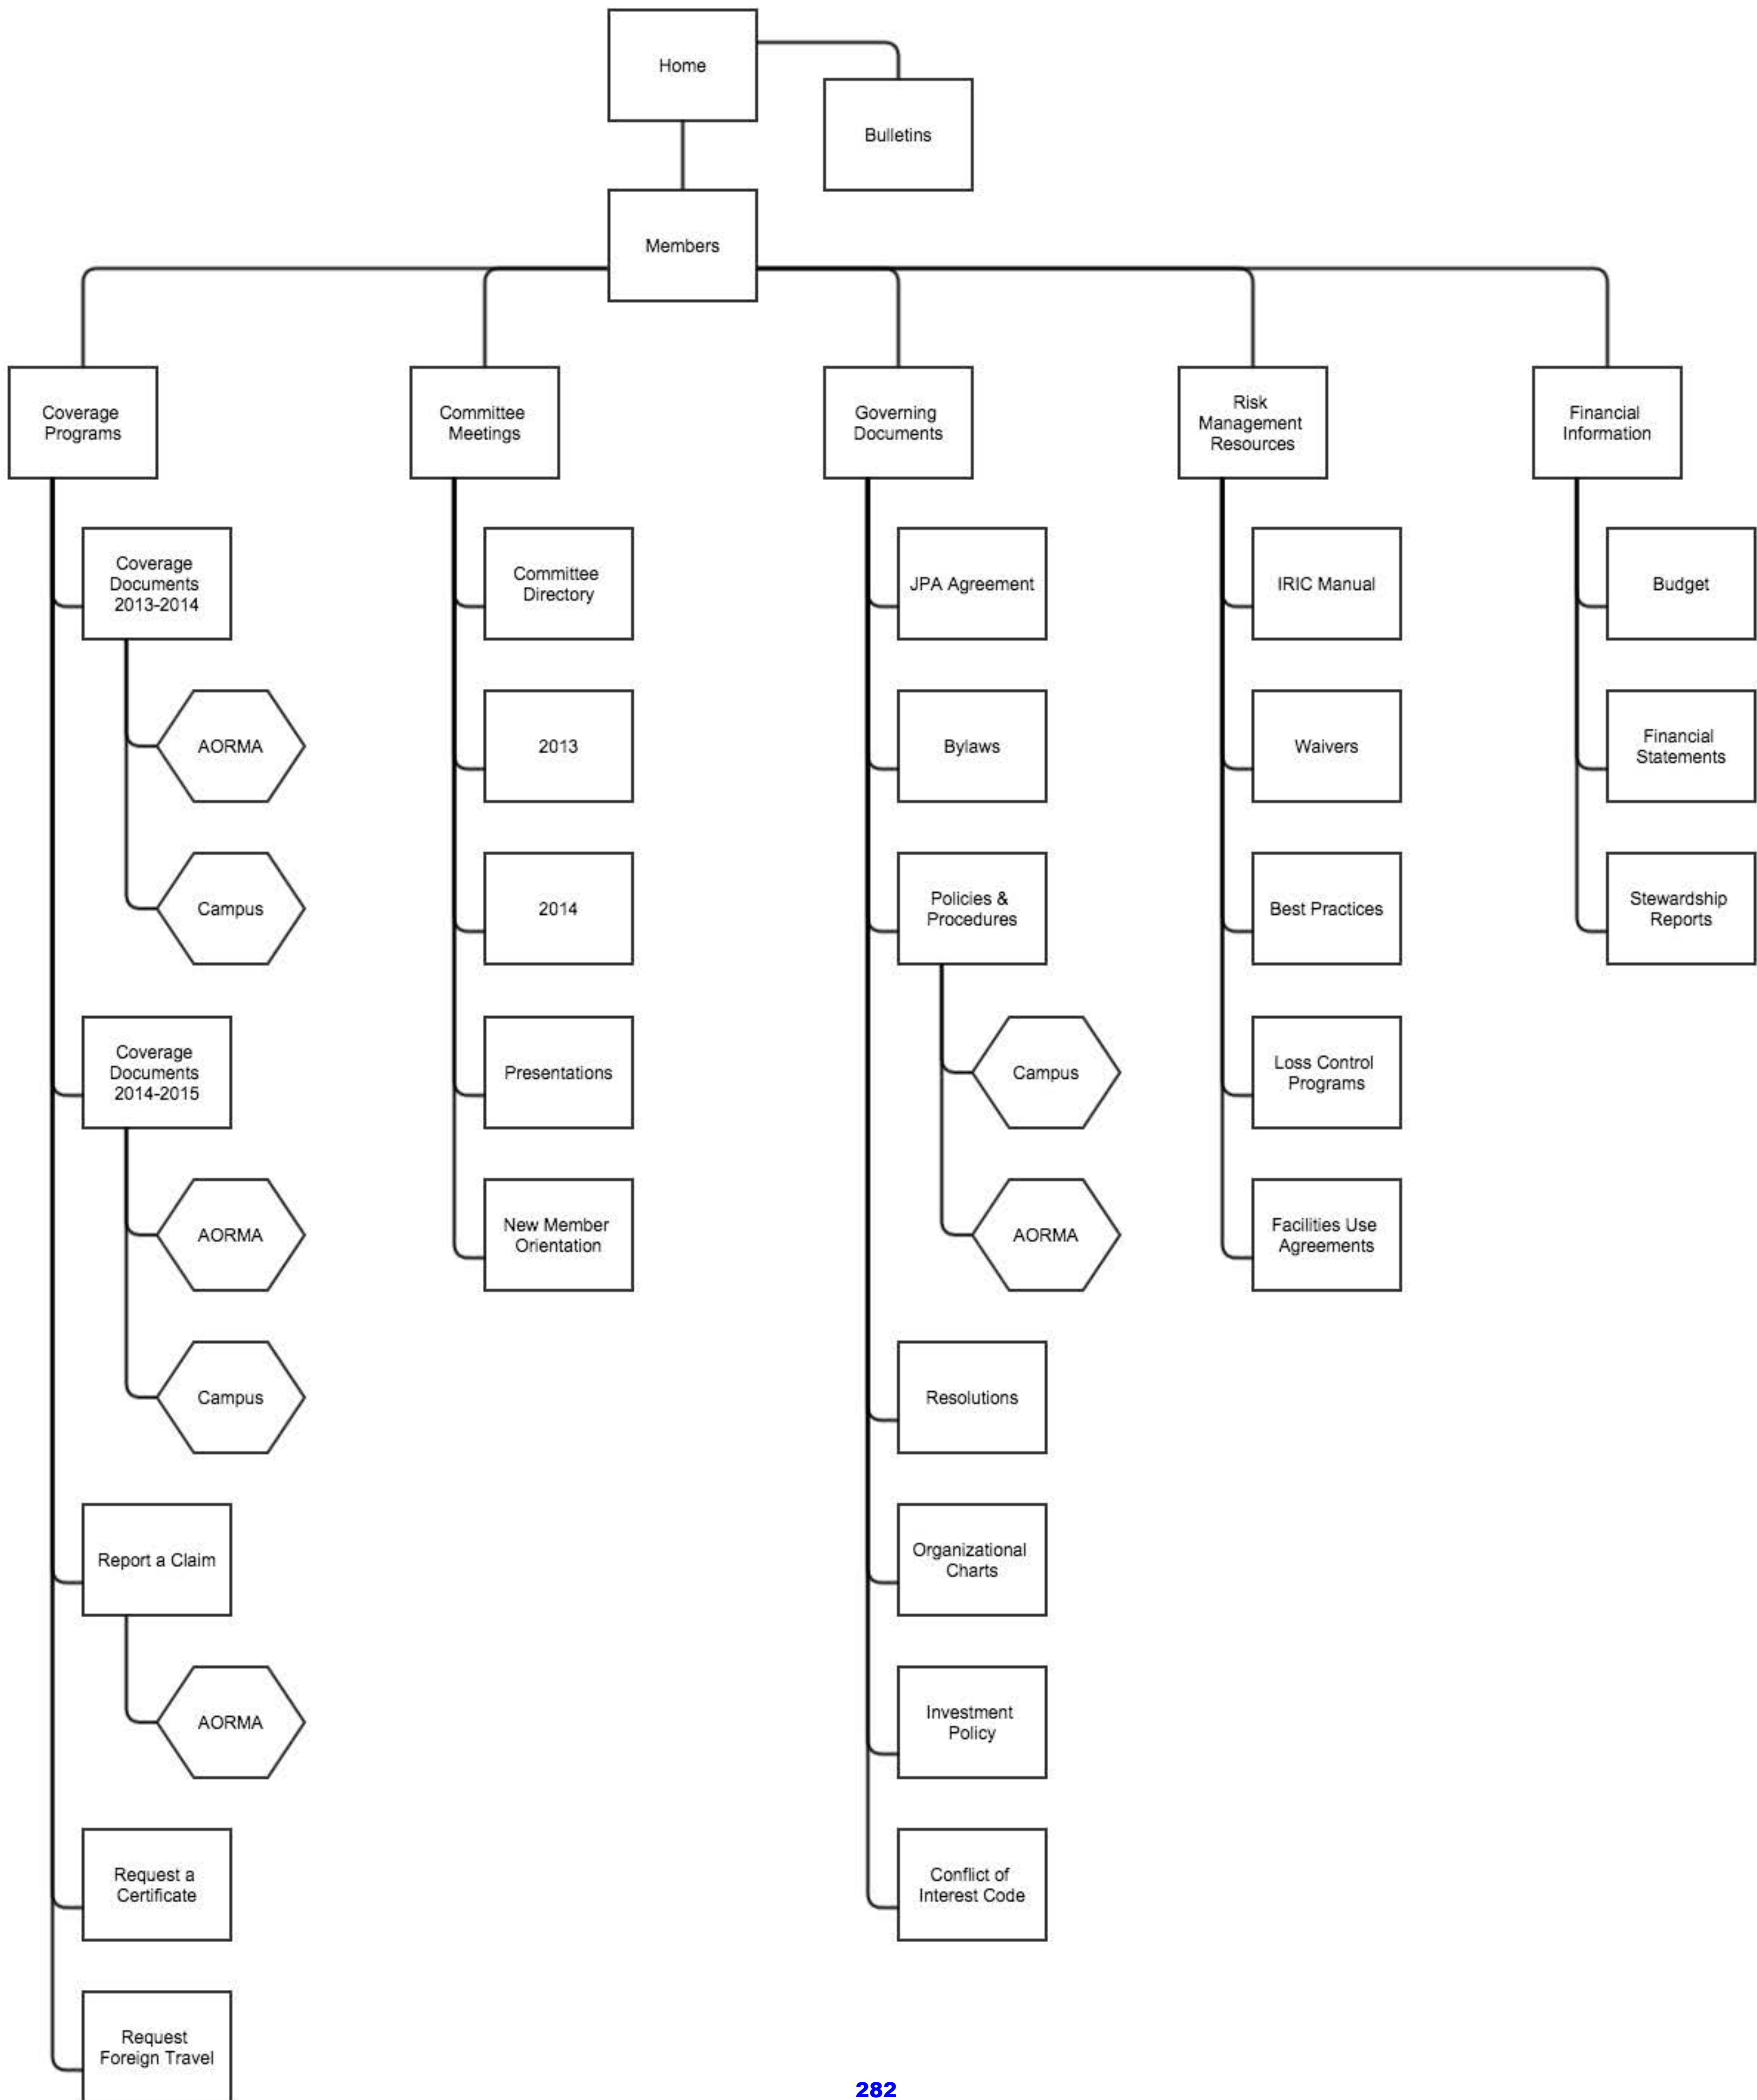 Home
Bulletins
Members
Coverage
Programs
Coverage
Documents
2013-2014
AORMA
Campus
Coverage
Documents
2014-2015
AORMA
Campus
Report a Claim
AORMA
Request a
Certificate
Request
Foreign Travel
Committee
Meetings
Committee
Directory
2013
2014
Presentations
New Member
Orientation
Governing
Documents
JPA Agreement
Bylaws
Policies &
Procedures
Campus
AORMA
Resolutions
Organizational
Charts
Investment
Policy
Conflict of
Interest Code
Risk
Management
Resources
IRIC Manual
Waivers
Best Practices
Loss Control
Programs
Facilities Use
Agreements
Financial
Information
Budget
Financial
Statements
Stewardship
Reports
282